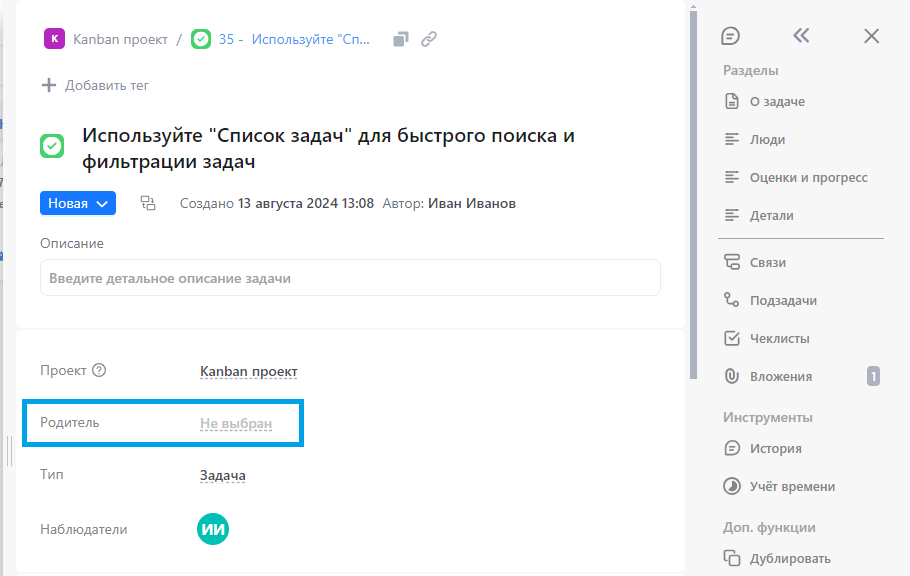 К Kanban проект / 35 - Используйте "Сп...
Добавить тег
Используйте "Список задач" для быстрого поиска и
фильтрации задач
Новая Создано 13 августа 2024 13:08 Автор: Иван Иванов
Описание
Введите детальное описание задачи
Проект ? Kanban проект
Родитель Не выбран
Тип Задача
Наблюдатели ИИ
Разделы
О задаче
Люди
Оценки и прогресс
Детали
Связи
Подзадачи
Чеклисты
Вложения 1
Инструменты
История
Учёт времени
Доп. функции
Дублировать